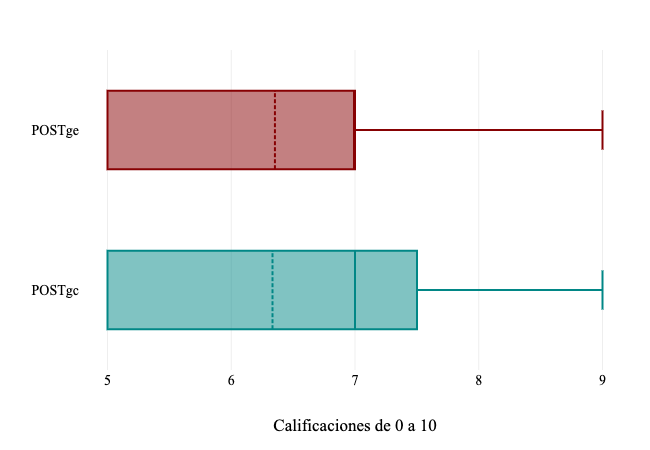 POSTge
POSTgc
5 6 7 8 9
Calificaciones de 0 a 10